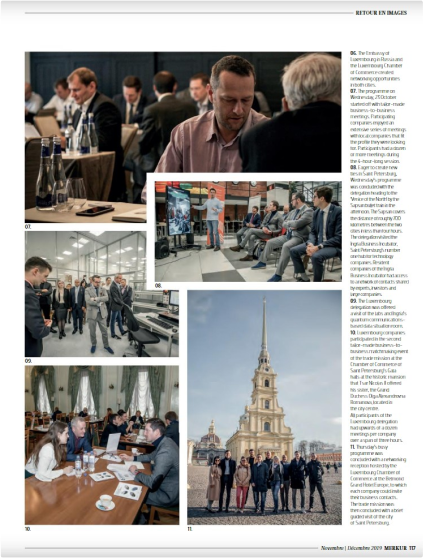 RETOUR EN IMAGES
06. The Embassy of
Luxembourg in Russia and
the Luxembourg Chamber
of Commerce created
networking opportunities
in both cities.
07. The programme on
Wednesday, 23 October
started off with tailor-made
business-to-business
meetings. Participating
companies enjoyed an
extensive series of meetings
with local companies that fit
the profile they were looking
for. Participants had a dozen
or more meetings during
the 4-hour-long session.
08. Eager to create new
ties in Saint Petersburg,
Wednesday's programme
was concluded with the
delegation heading to the
'Venice of the North' by the
Sapsan bullet train in the
afternoon. The Sapsan covers
the distance of roughly 700
kilometres between the two
cities in less than four hours.
The delegation visited the
Ingria Business Incubator,
Saint Petersburg's number
one tech for technology
companies. Resident
companies of the Ingria
Business Incubator had access
to a network of contacts shared
by experts, investors and
large companies.
09. The Luxembourg
delegation was offered
a visit of the labs and Ingria's
quantum communications-
based data situation room.
10. Luxembourg companies
participated in the second
tailor-made business-to-
business matchmaking event
of the trade mission at the
Chamber of Commerce of
Saint Petersburg's Gala
halls, at the historic mansion
that Tsar Nicolas II offered
his sister, the Grand
Duchess Olga Alexandrovna
Romanova, located in
the city centre.
All participants of the
Luxembourg delegation
had upwards of a dozen
meetings per company
over a span of three hours.
11. Thursday's busy
programme was
concluded with a networking
reception hosted by the
Luxembourg Chamber of
Commerce at the Belmond
Grand Hotel Europe, to which
each company could invite
their business contacts.
The trade mission was
then concluded with a brief
guided tour of the city
of Saint Petersburg.
07.
08.
09.
10.
11.
Novembre | Décembre 2019 MERKUR 117